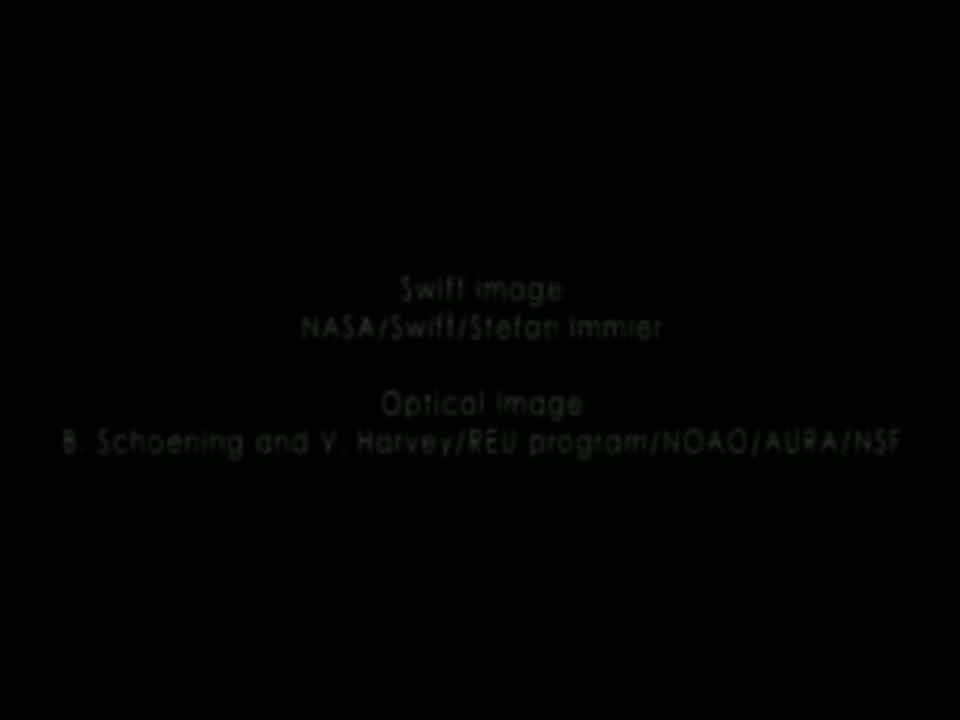 Swift image
NASA/Swift/Stefan Immler
Optical image
B. Schoening and V. Harvey/REU program/NOAO/AURA/NSF